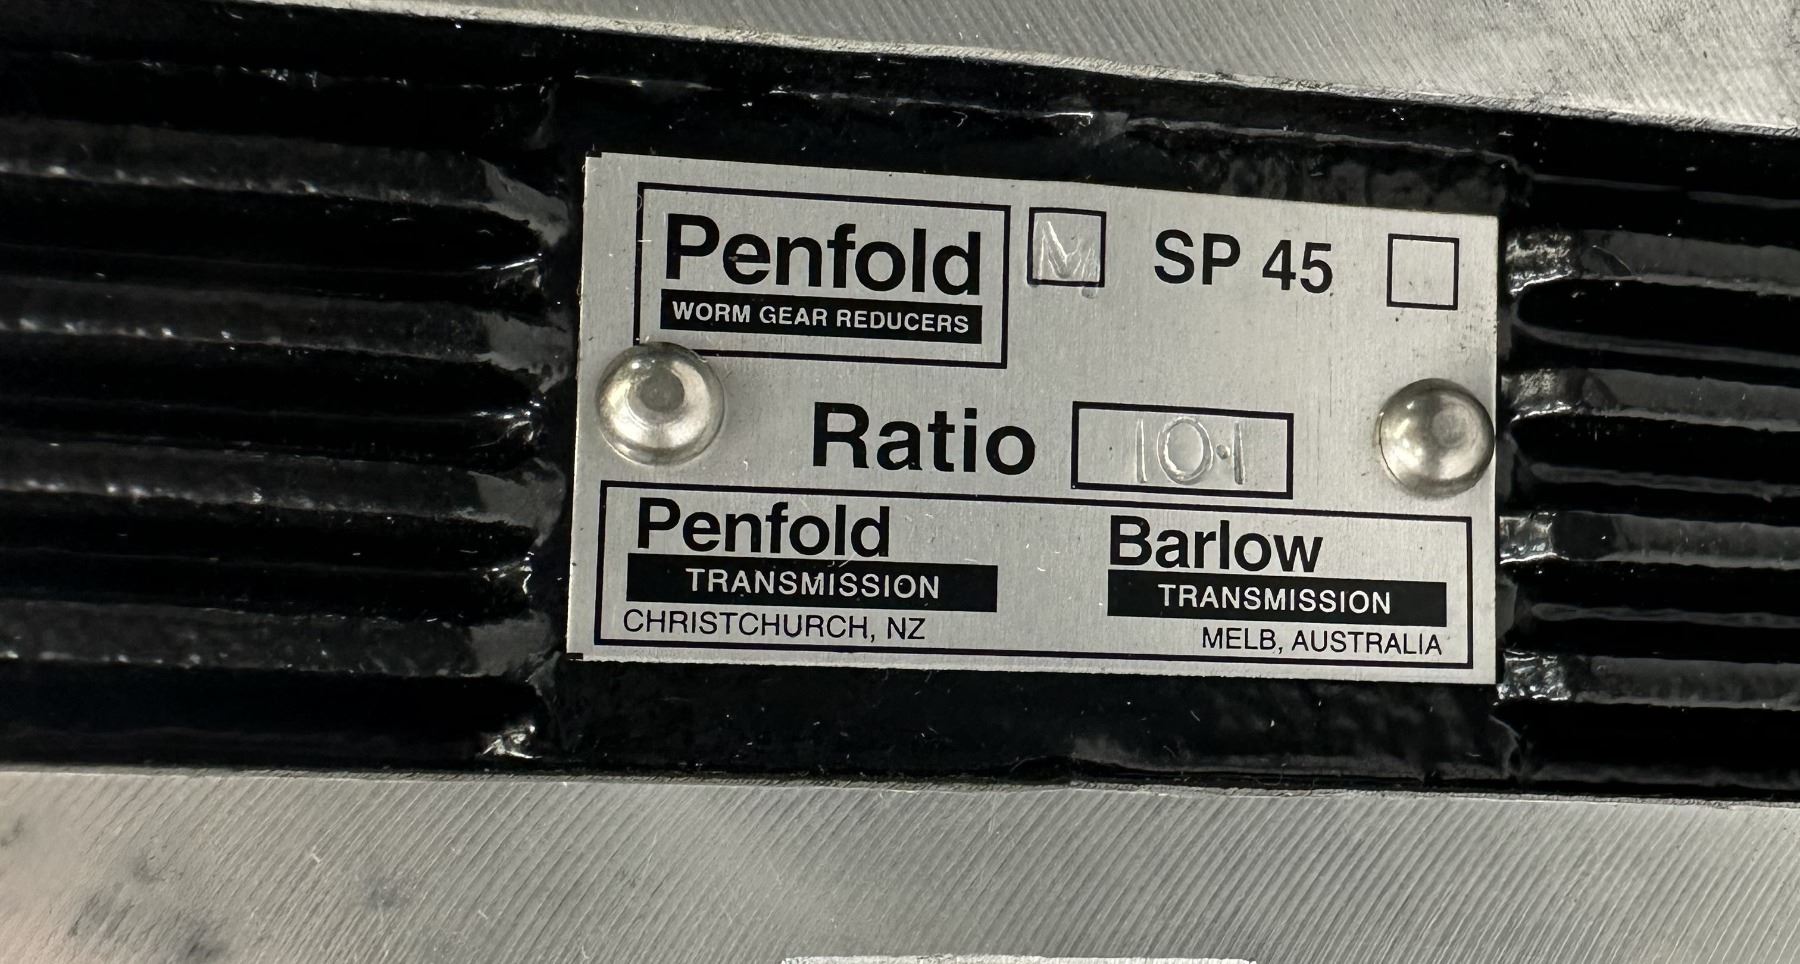 Penfold
WORM GEAR REDUCERS
M SP 45
Ratio 10·1
Penfold
TRANSMISSION
CHRISTCHURCH, NZ
Barlow
TRANSMISSION
MELB, AUSTRALIA